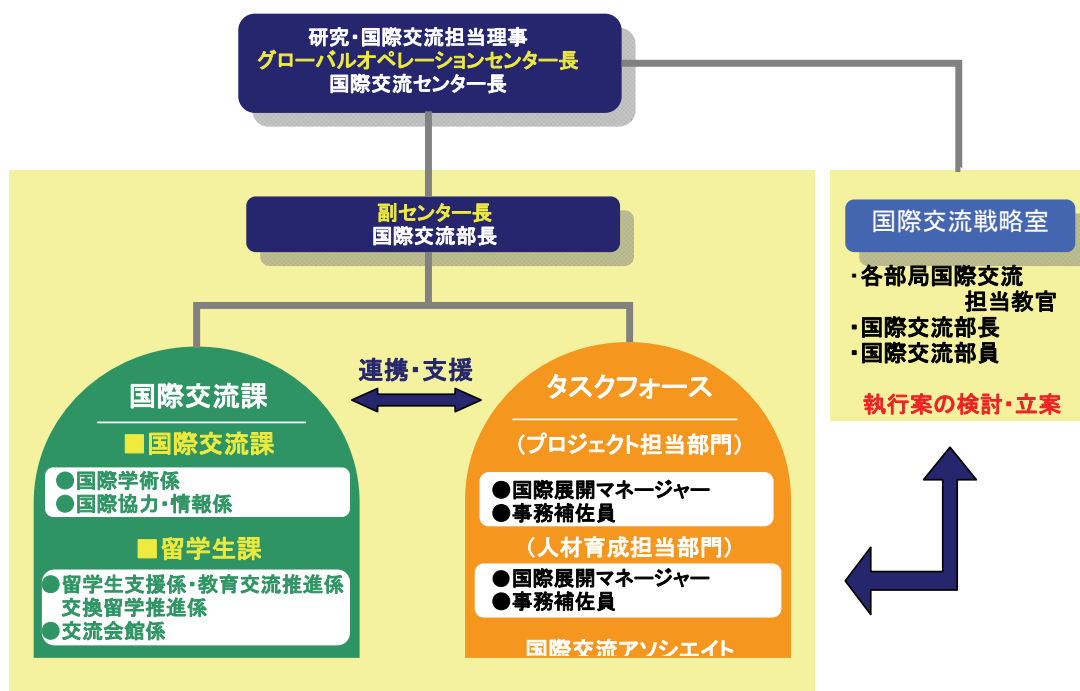 研究・国際交流担当理事
グローバルオペレーションセンター長
国際交流センター長
副センター長
国際交流部長
国際交流戦略室
・各部局国際交流
担当教官
・国際交流部長
・国際交流部員
執行案の検討・立案
連携・支援
国際交流課
■国際交流課
●国際学術係
●国際協力・情報係
■留学生課
●留学生支援係・教育交流推進係
交換留学推進係
●交流会館係
タスクフォース
（プロジェクト担当部門）
●国際展開マネージャー
●事務補佐員
（人材育成担当部門）
●国際展開マネージャー
●事務補佐員
国際交流アソシエイト